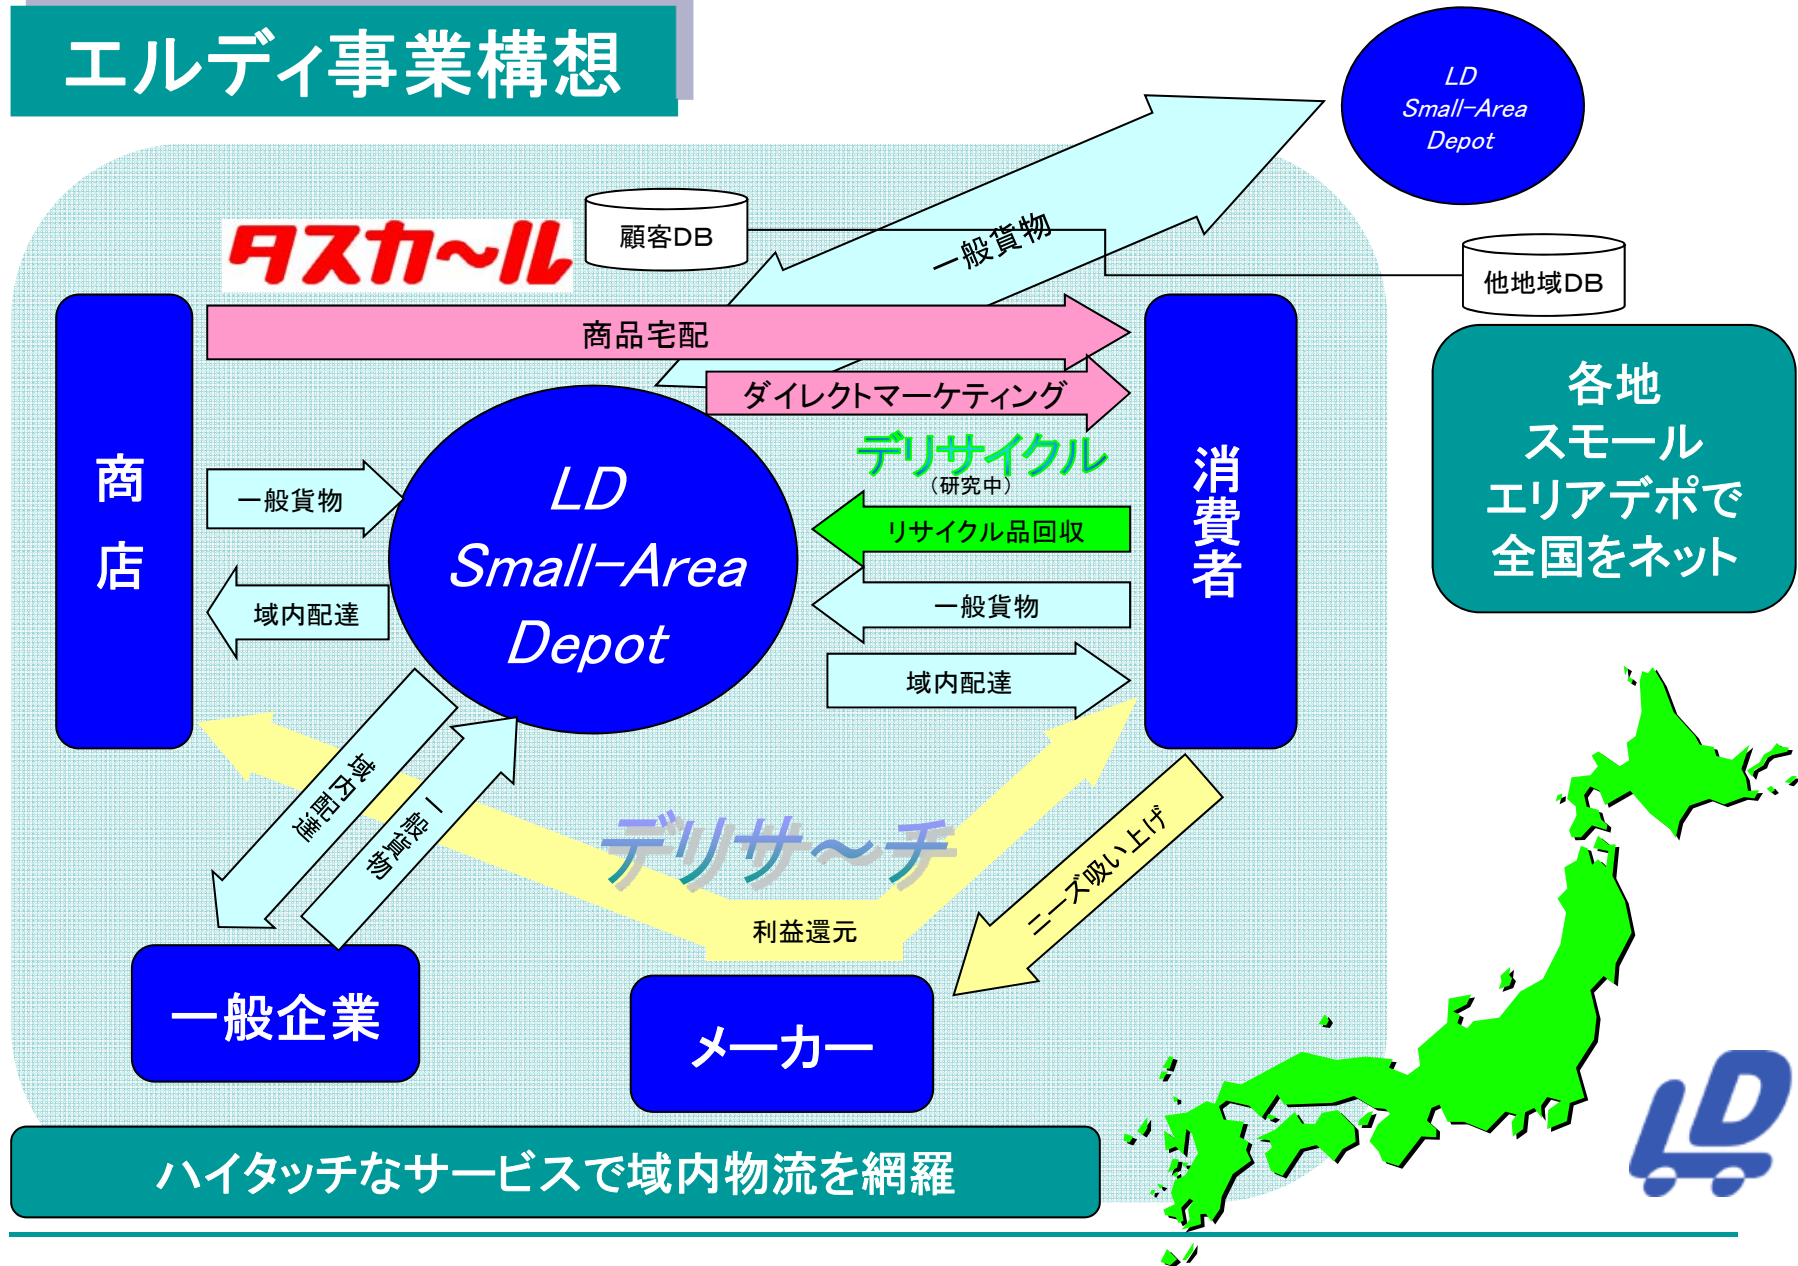 エルディ事業構想
LD
Small-Area
Depot
一般貨物
タスカ～ル
顧客DB
他地域DB
商品宅配
ダイレクトマーケティング
各地
スモール
エリアデポで
全国をネット
商店
消費者
デリサイクル
（研究中）
一般貨物
LD
Small-Area
Depot
リサイクル品回収
域内配達
一般貨物
域内配達
域内配達
一般貨物
デリサ～チ
ニーズ吸い上げ
利益還元
一般企業
メーカー
ハイタッチなサービスで域内物流を網羅
LD